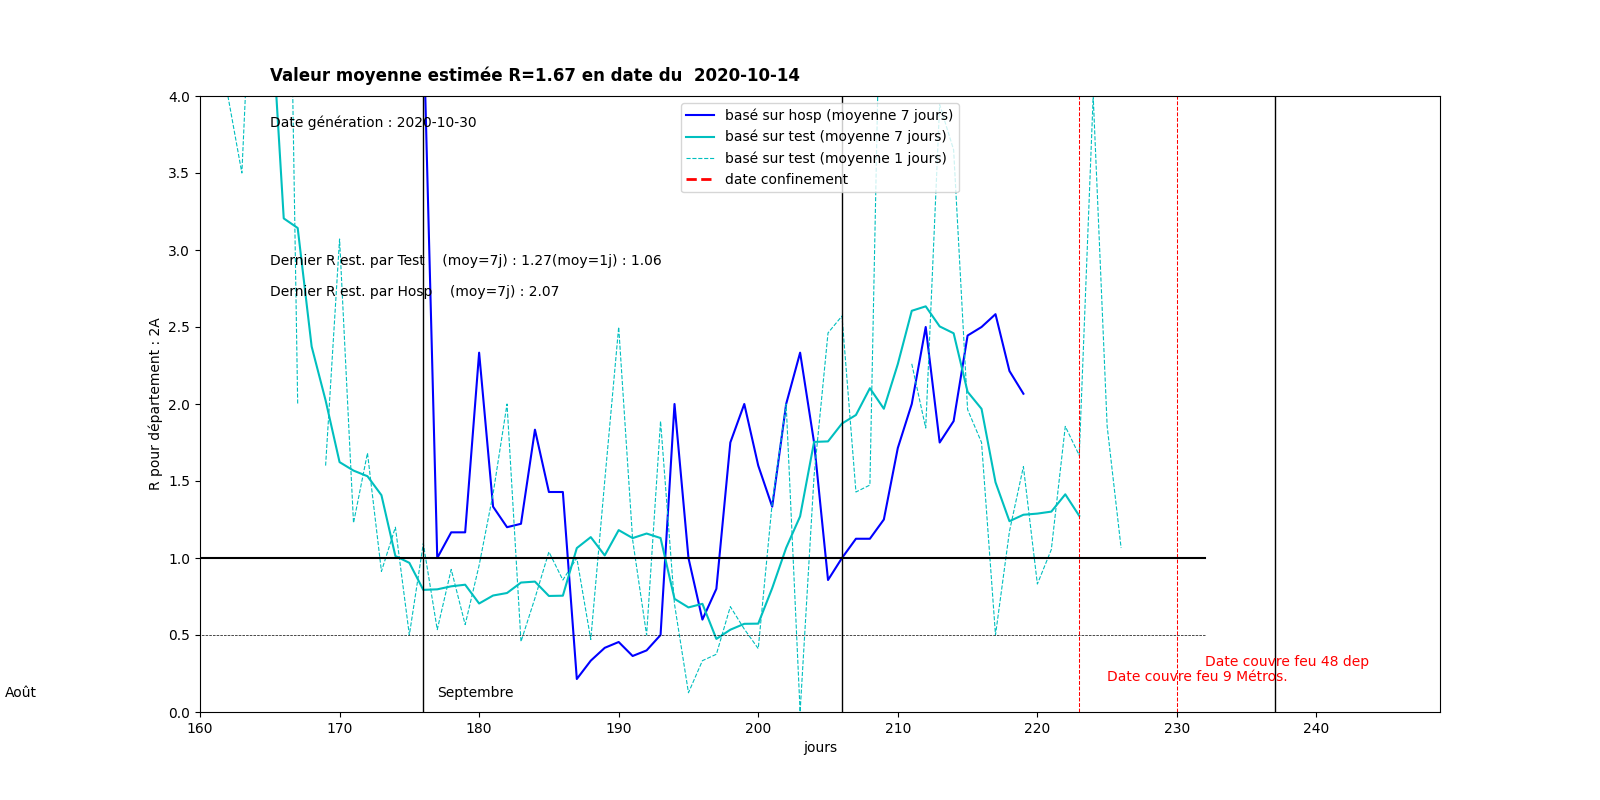 Valeur moyenne estimée R=1.67 en date du  2020-10-14
4.0
Date génération : 2020-10-30
basé sur hosp (moyenne 7 jours)
basé sur test (moyenne 7 jours)
basé sur test (moyenne 1 jours)
date confinement
3.5
3.0
Dernier R est. par Test    (moy=7j) : 1.27(moy=1j) : 1.06
Dernier R est. par Hosp    (moy=7j) : 2.07
2.5
R pour département : 2A
2.0
1.5
1.0
0.5
Date couvre feu 48 dep
Date couvre feu 9 Métros.
Août
Septembre
0.0
160 170 180 190 200 210 220 230 240
jours